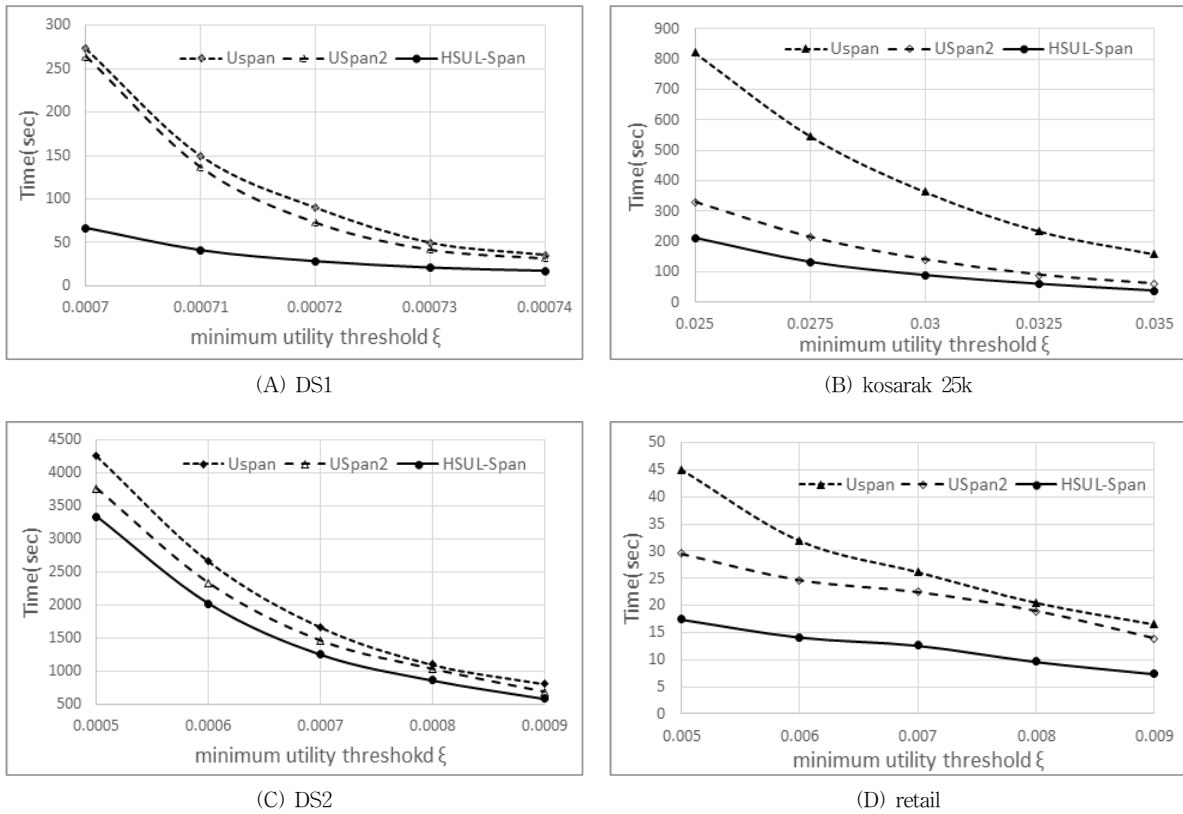 300
250
200
150
100
50
0
Time(sec)
Uspan
USpan2
HSUL-Span
0.0007
0.00071
0.00072
0.00073
0.00074
minimum utility threshold ξ
(A) DS1
900
800
700
600
500
400
300
200
100
0
Time(sec)
Uspan
USpan2
HSUL-Span
0.025
0.0275
0.03
0.0325
0.035
minimum utility threshold ξ
(B) kosarak 25k
4500
4000
3500
3000
2500
2000
1500
1000
500
Time(sec)
Uspan
USpan2
HSUL-Span
0.0005
0.0006
0.0007
0.0008
0.0009
minimum utility threshokd ξ
(C) DS2
50
45
40
35
30
25
20
15
10
5
0
Time(sec)
Uspan
USpan2
HSUL-Span
0.005
0.006
0.007
0.008
0.009
minimum utility threshold ξ
(D) retail